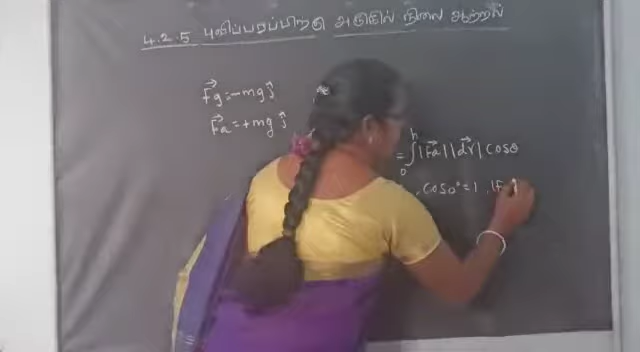 4.2.5 புவிப்பரப்பிற்கு அருகில் நிலை ஆற்றல்
F⃗g = -mg ĵ
F⃗a = +mg ĵ
= ∫₀ʰ |F⃗a| |dr⃗| cosθ
, cos0° = 1 , |F